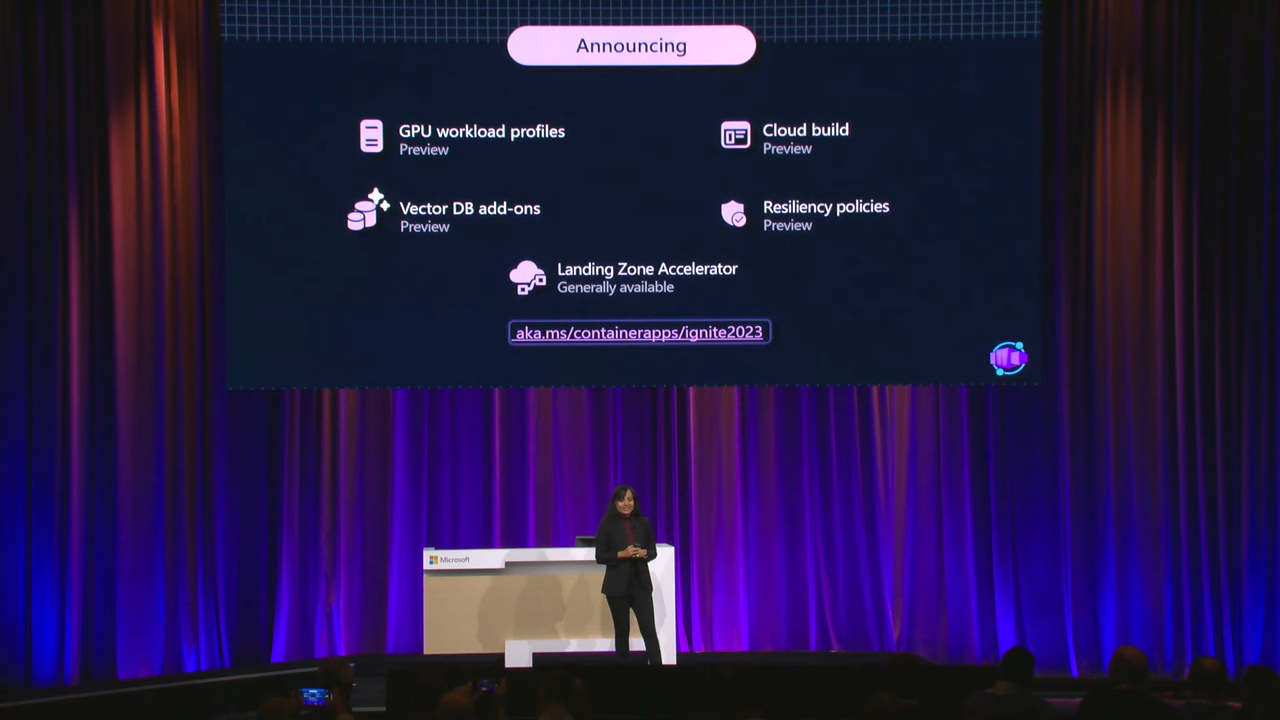 Announcing
GPU workload profiles
Preview
Cloud build
Preview
Vector DB add-ons
Preview
Resiliency policies
Preview
Landing Zone Accelerator
Generally available
aka.ms/containerapps/ignite2023
Microsoft